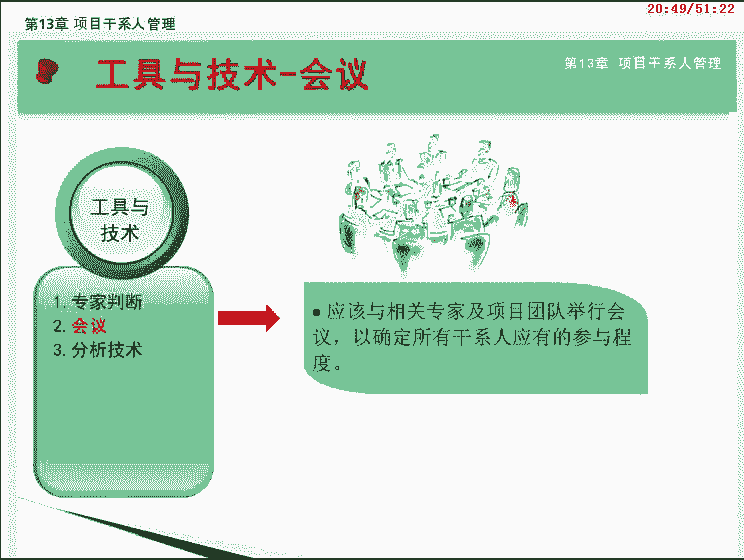 20:49/51:22
第13章 项目干系人管理
工具与技术-会议
第13章 项目干系人管理
工具与
技术
1. 专家判断
2. 会议
3. 分析技术
● 应该与相关专家及项目团队举行会
议，以确定所有干系人应有的参与程
度。